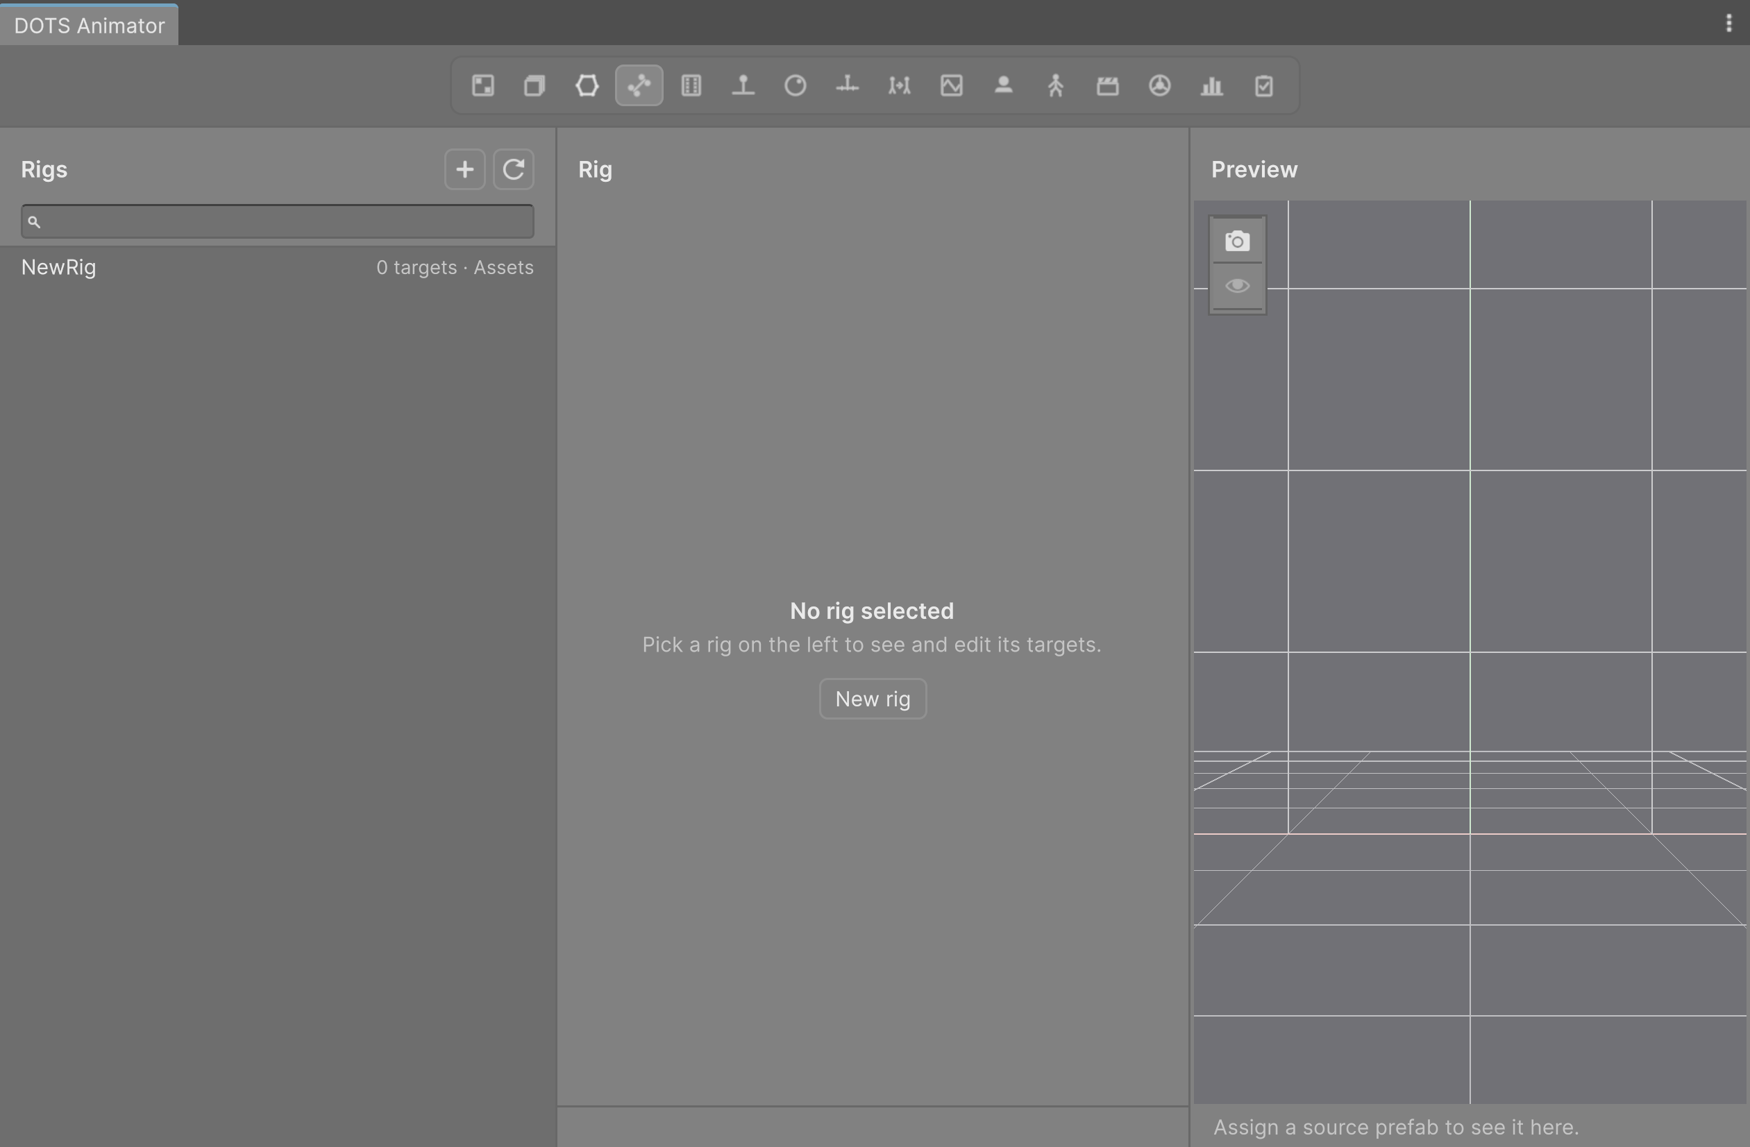 DOTS Animator
Rigs
NewRig
0 targets · Assets
Rig
No rig selected
Pick a rig on the left to see and edit its targets.
New rig
Preview
Assign a source prefab to see it here.